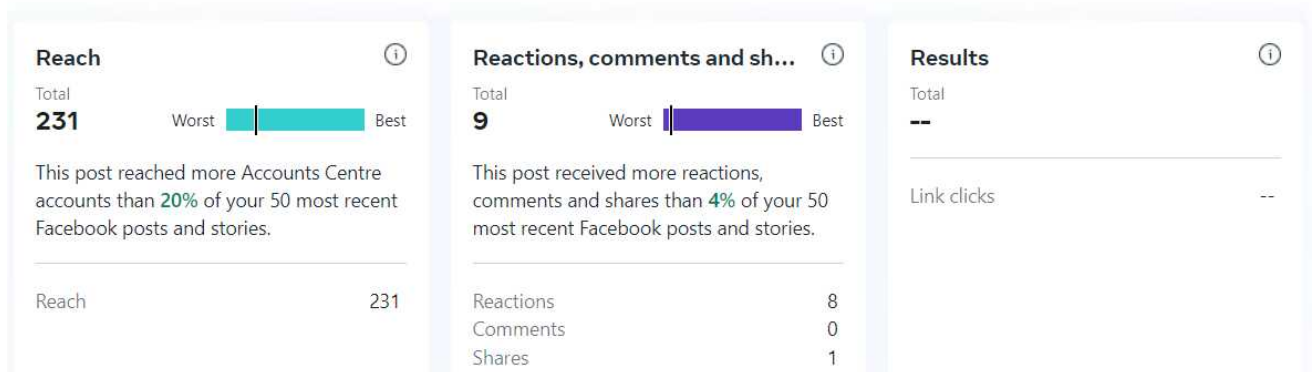 Reach
Total
231
Worst Best
This post reached more Accounts Centre
accounts than 20% of your 50 most recent
Facebook posts and stories.
Reach 231
Reactions, comments and sh...
Total
9
Worst Best
This post received more reactions,
comments and shares than 4% of your 50
most recent Facebook posts and stories.
Reactions 8
Comments 0
Shares 1
Results
Total
--
Link clicks --